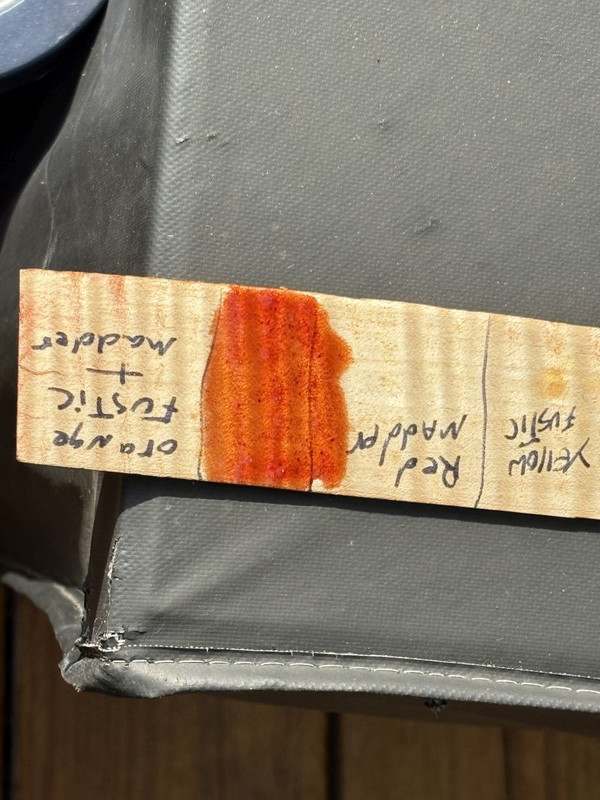 YEllOW
FUSTIC
Red
MAdder
orange
FUSTiC
+
madder